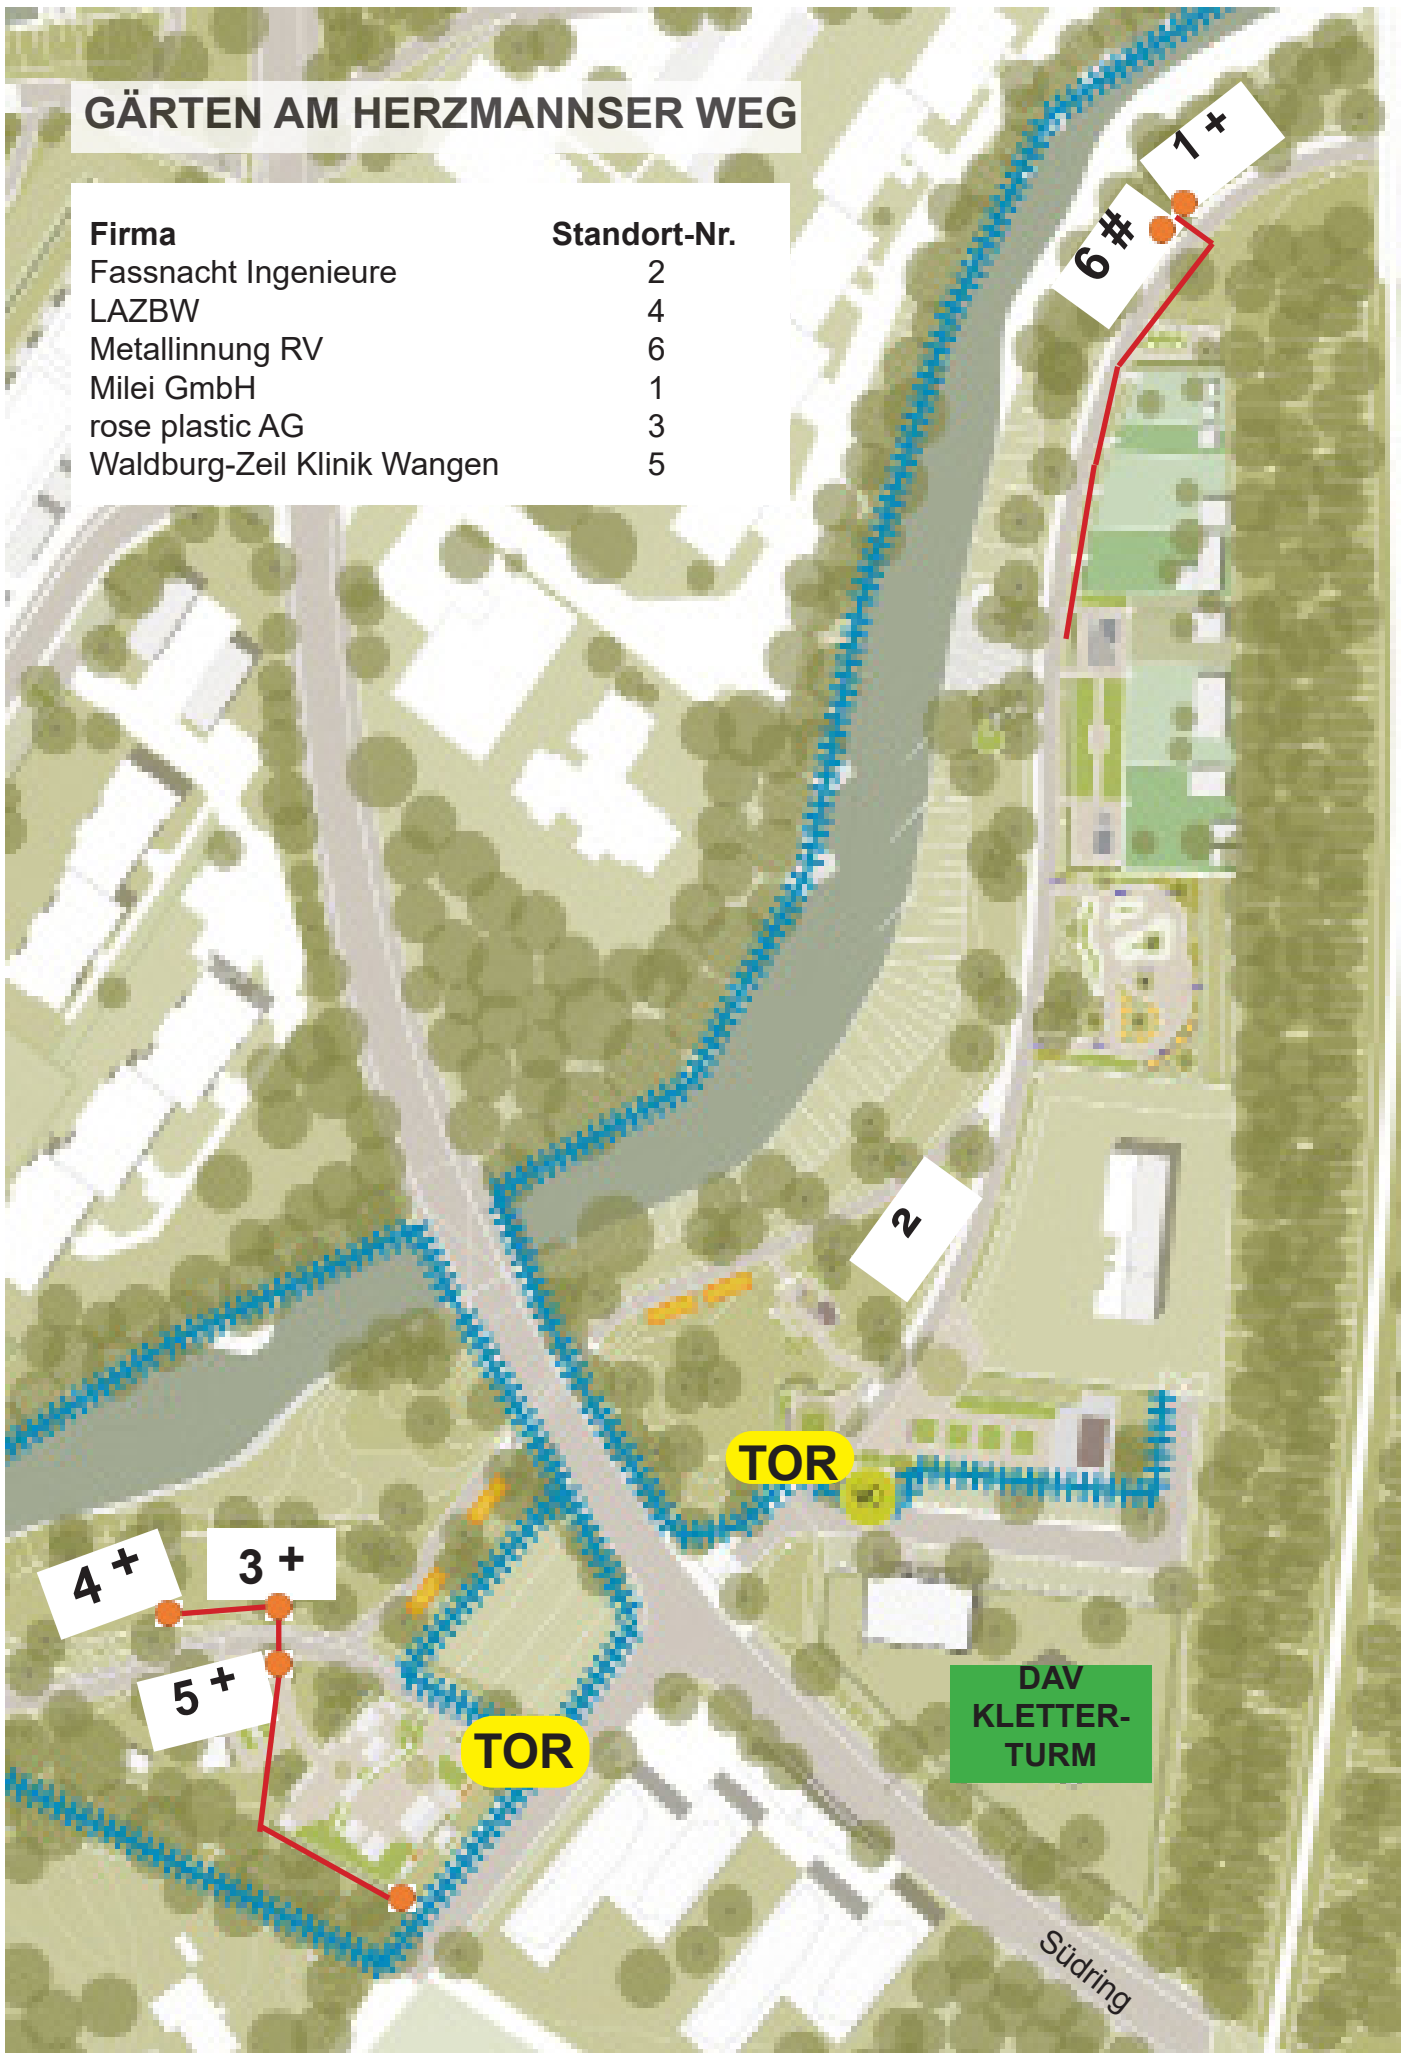 GÄRTEN AM HERZMANNSER WEG
Firma Standort-Nr.
Fassnacht Ingenieure 2
LAZBW 4
Metallinnung RV 6
Milei GmbH 1
rose plastic AG 3
Waldburg-Zeil Klinik Wangen 5
1 +
6 #
2
TOR
4 +
3 +
5 +
TOR
DAV
KLETTER-
TURM
Südring